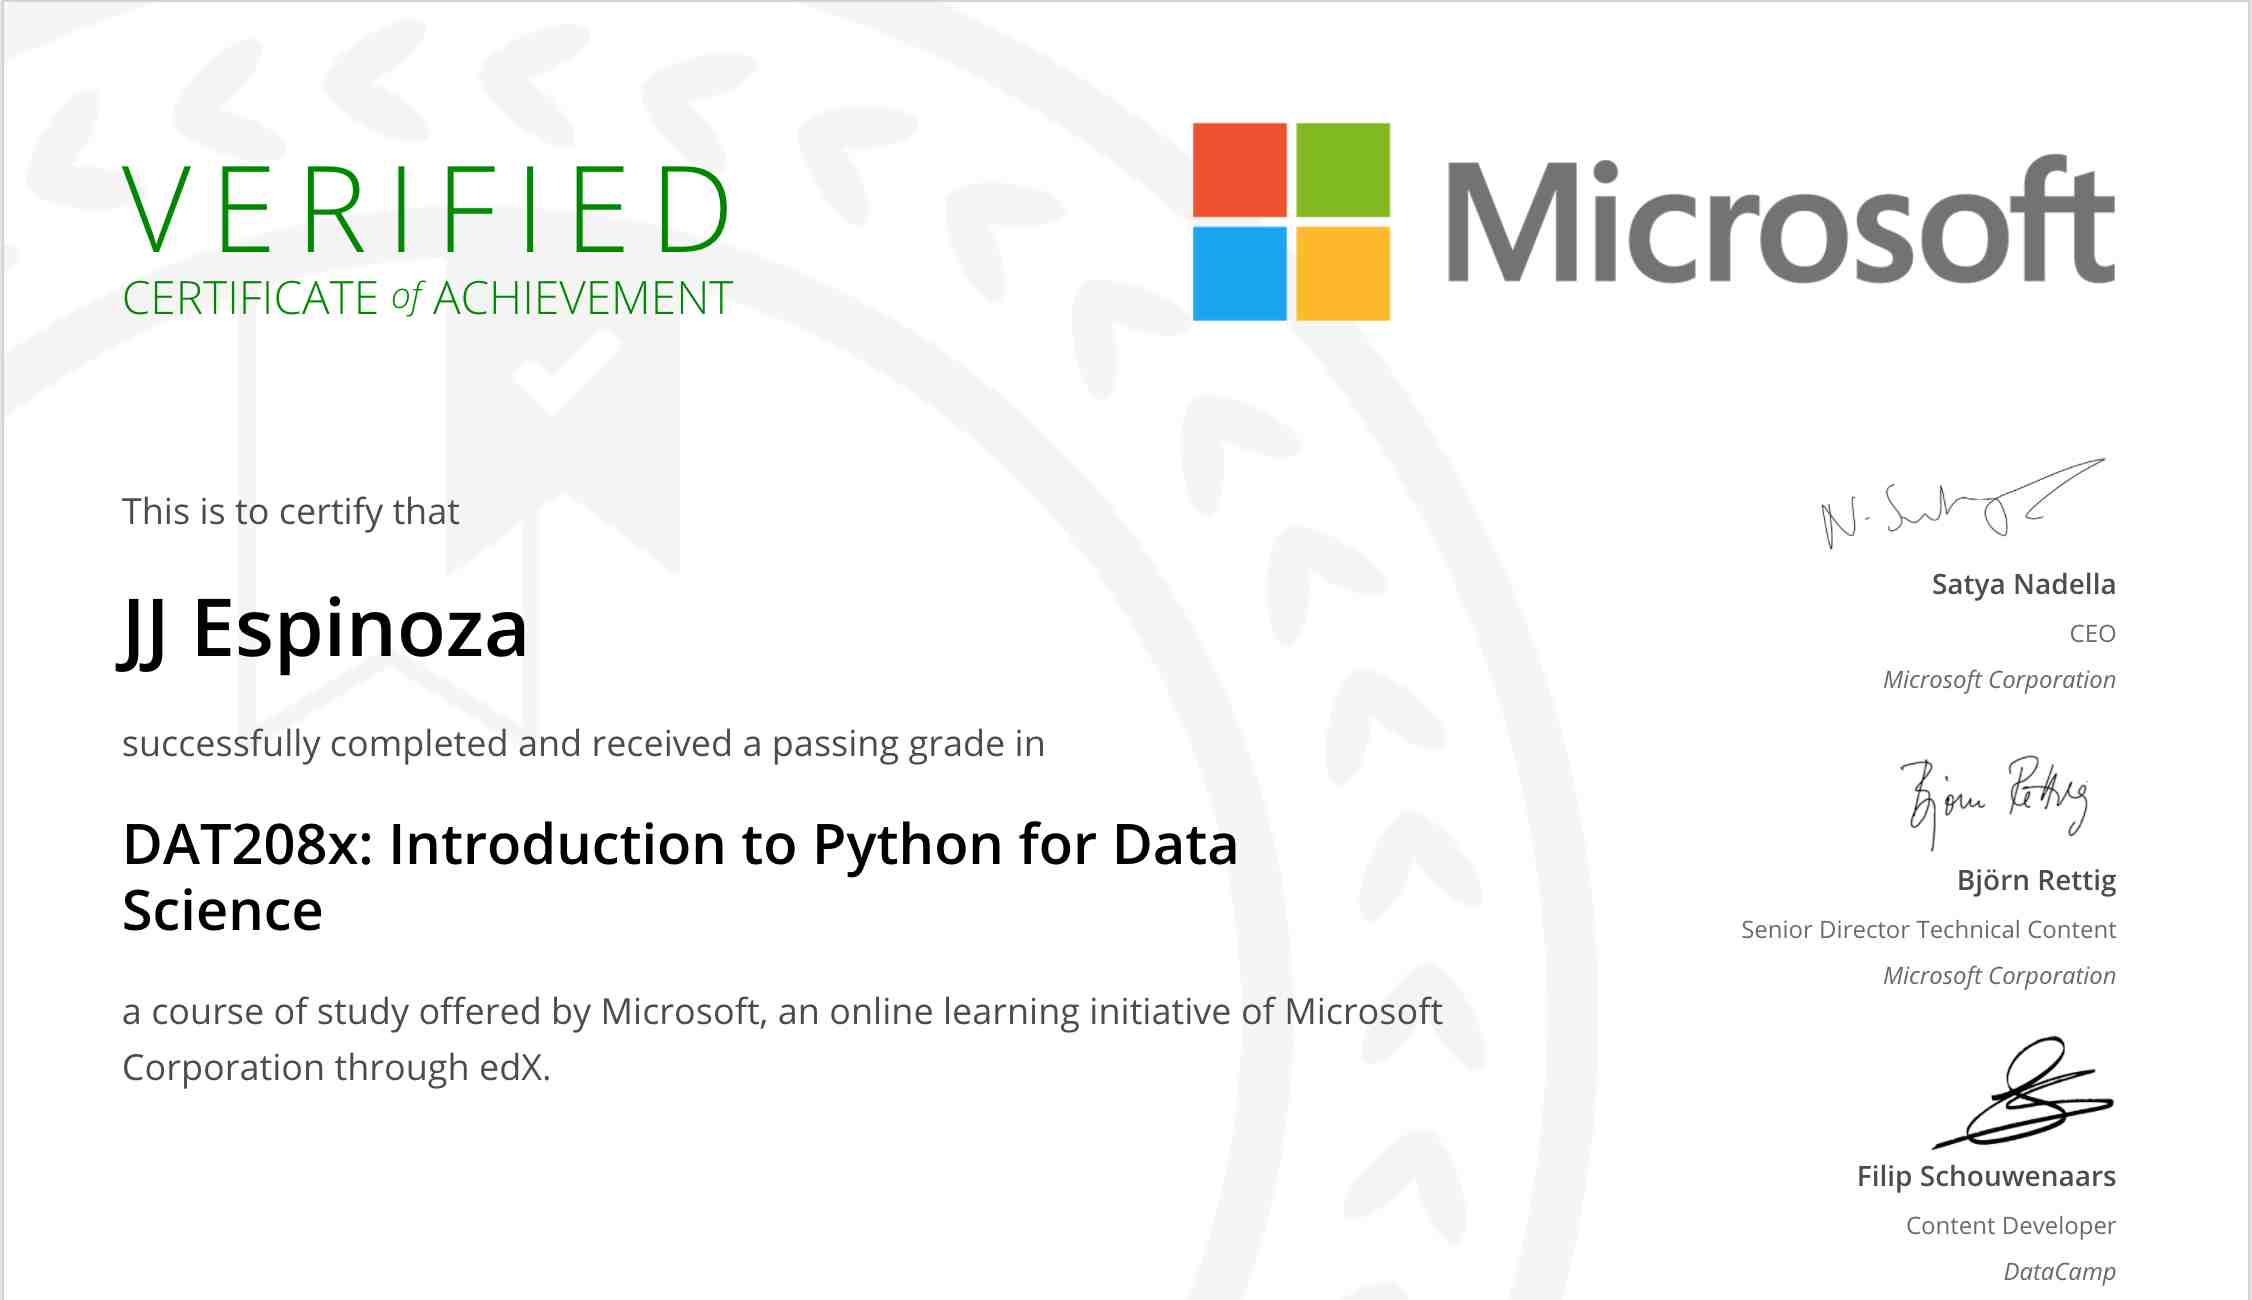 VERIFIED
CERTIFICATE of ACHIEVEMENT
Microsoft
This is to certify that
JJ Espinoza
successfully completed and received a passing grade in
DAT208x: Introduction to Python for Data
Science
a course of study offered by Microsoft, an online learning initiative of Microsoft
Corporation through edX.
Satya Nadella
CEO
Microsoft Corporation
Björn Rettig
Björn Rettig
Senior Director Technical Content
Microsoft Corporation
Filip Schouwenaars
Content Developer
DataCamp